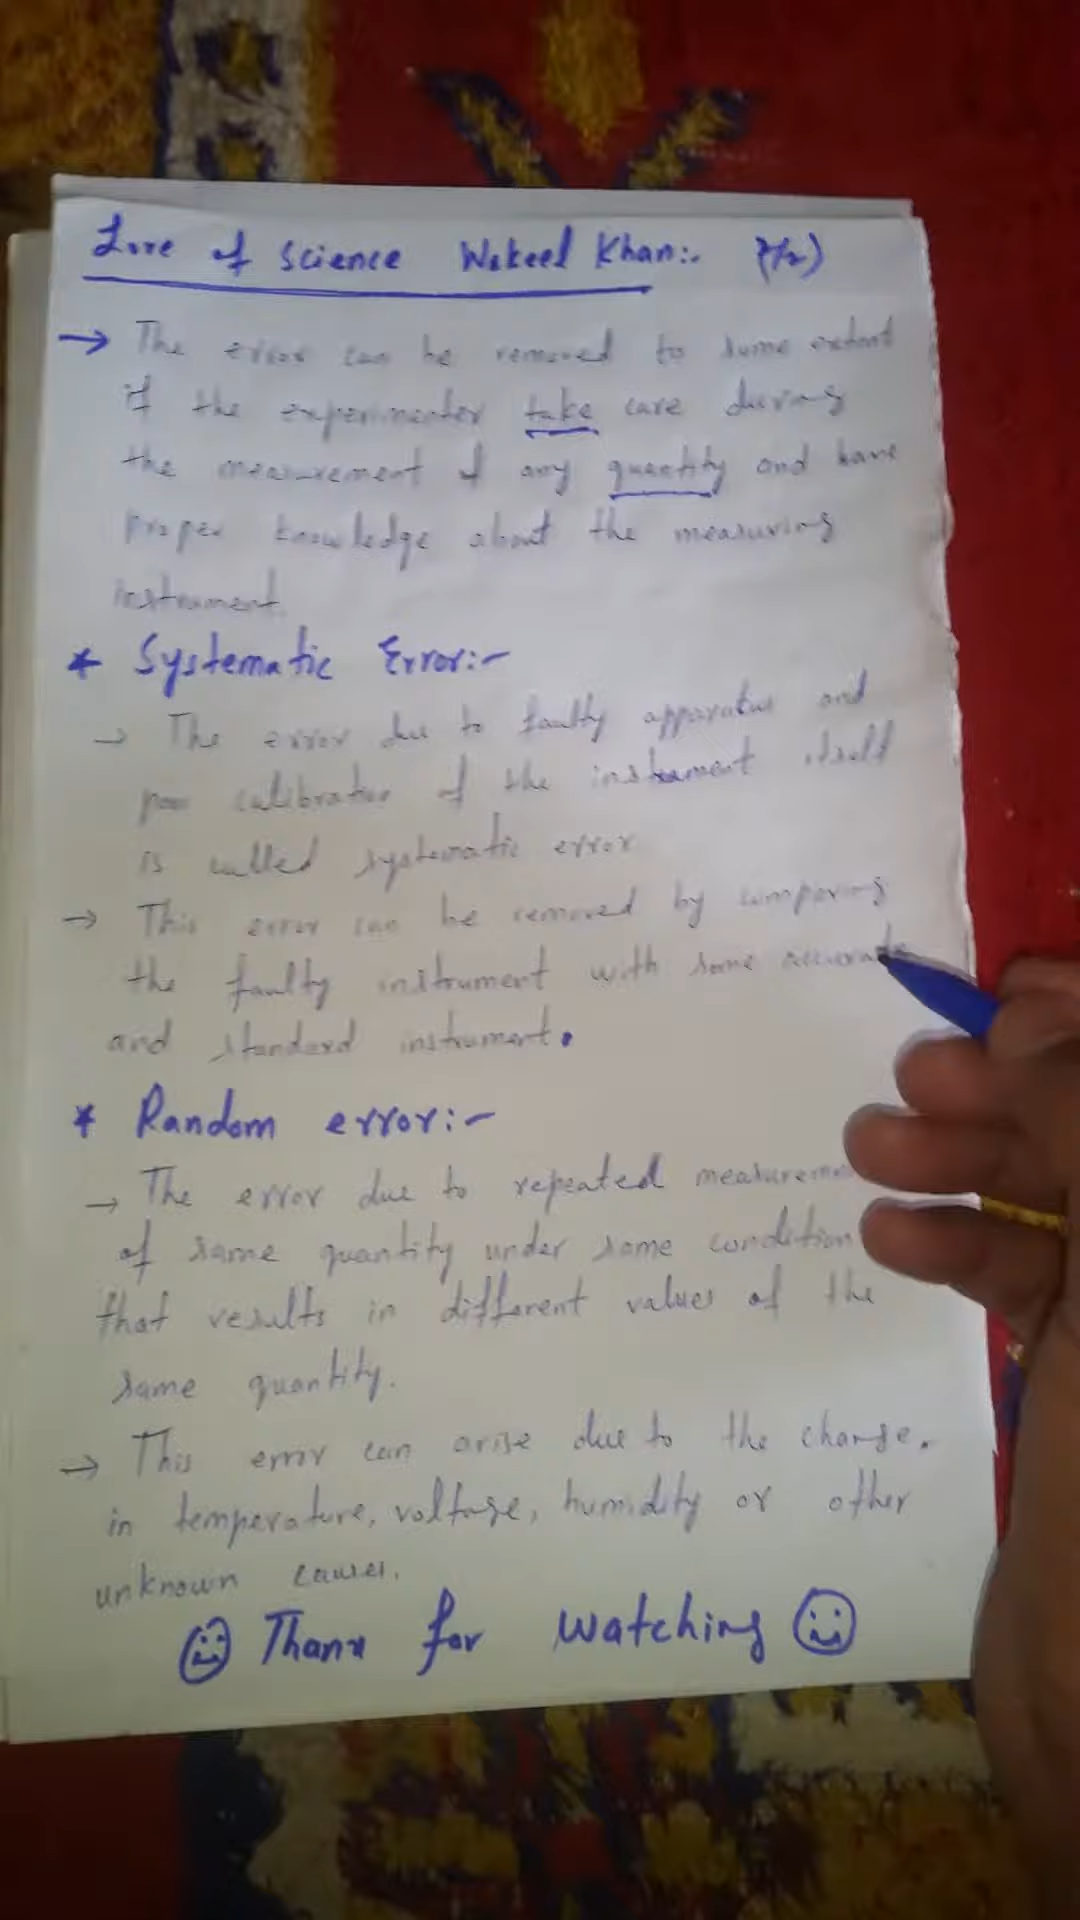 Love of Science Wakeel Khan:.
→ The error can be removed to some extent
if the experimenter take care during
the measurement of any quantity and have
proper knowledge about the measuring
instrument.
* Systematic Error:-
→ The error due to faulty apparatus and
poor calibration of the instrument itself
is called systematic error
→ This error can be removed by comparing
the faulty instrument with some accurate
and standard instrument.
* Random error:-
→ The error due to repeated measurem
of same quantity under same condition
that results in different values of the
same quantity.
→ This error can arise due to the change.
in temperature, voltage, humidity or other
unknown causes.
Thanx for watching